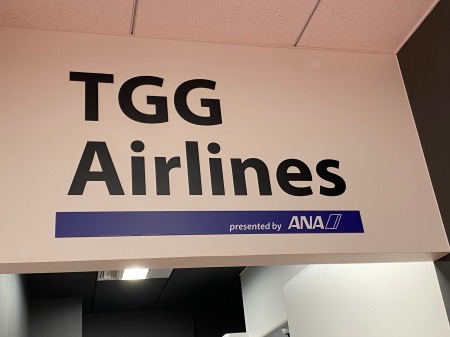 TGG
Airlines
presented by ANA